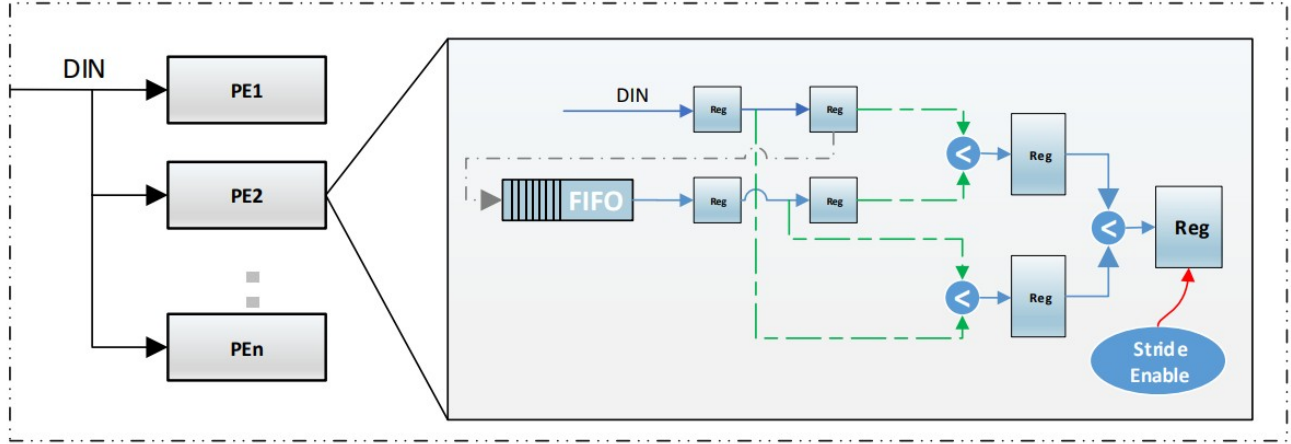 DIN
PE1
PE2
PEn
DIN
Reg
Reg
<
Reg
FIFO
Reg
Reg
<
Reg
<
Reg
Stride
Enable